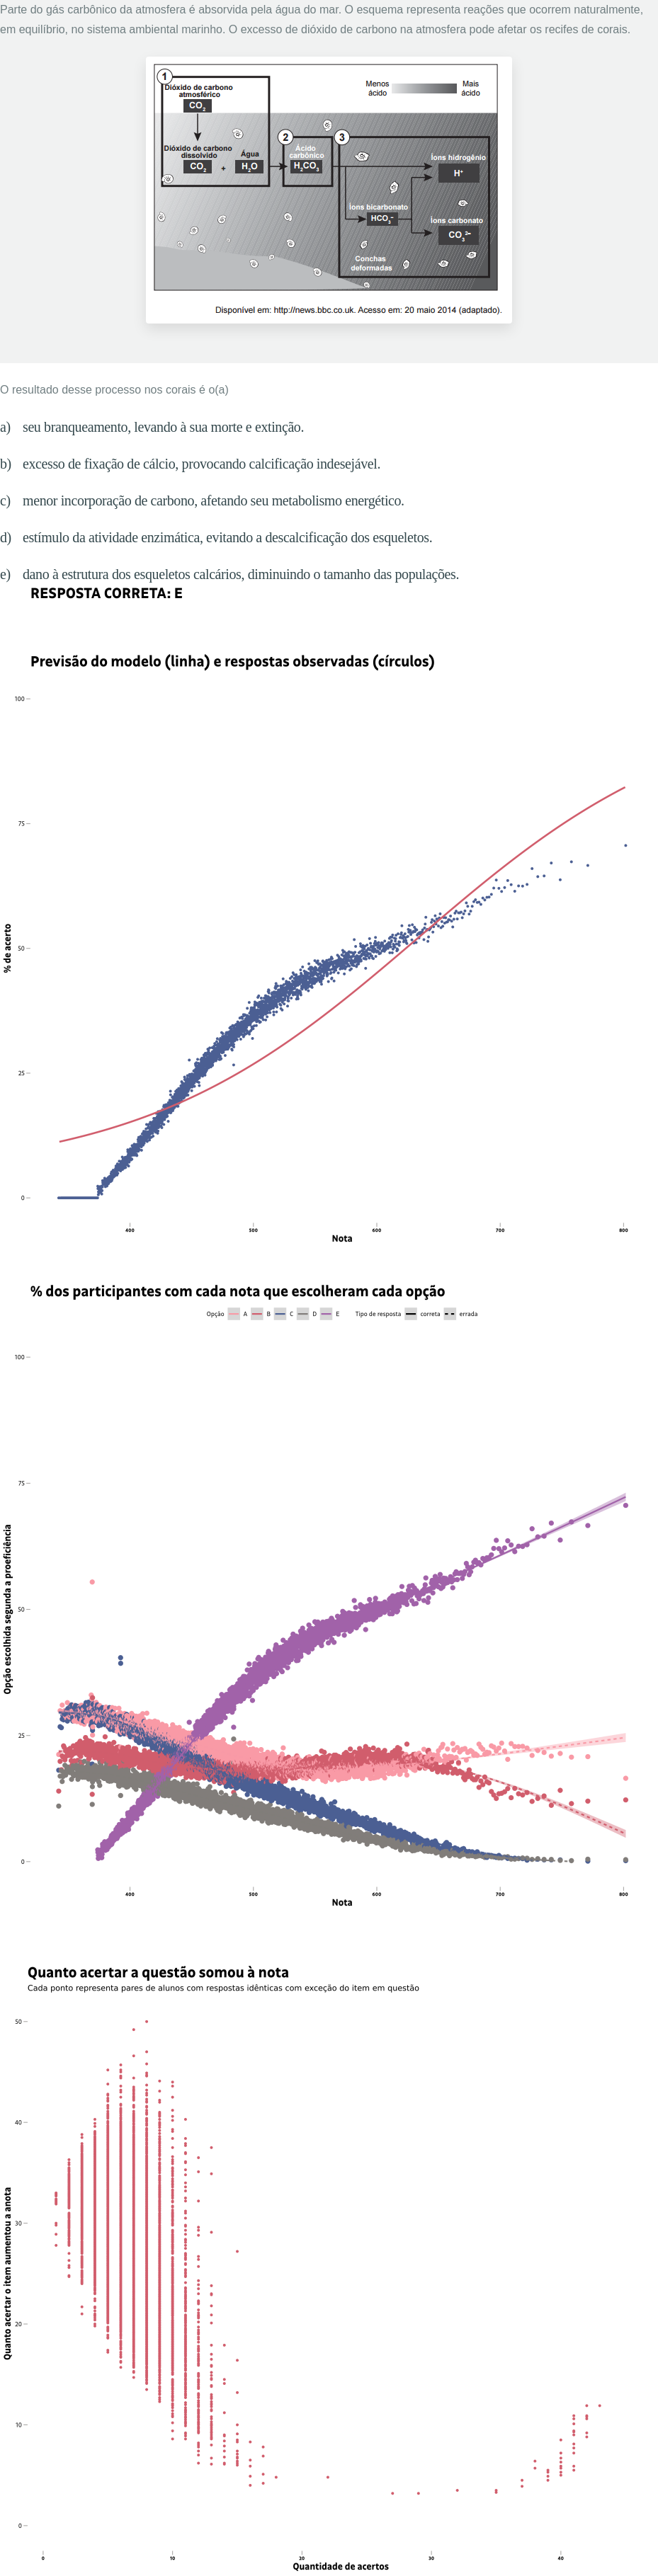 Parte do gás carbônico da atmosfera é absorvida pela água do mar. O esquema representa reações que ocorrem naturalmente,
em equilíbrio, no sistema ambiental marinho. O excesso de dióxido de carbono na atmosfera pode afetar os recifes de corais.
1
Dióxido de carbono
atmosférico
CO2
Menos
ácido
Mais
ácido
Dióxido de carbono
dissolvido
CO2
+
Água
H2O
2
Ácido
carbônico
H2CO3
3
Íons hidrogênio
H+
Íons bicarbonato
HCO3−
Íons carbonato
CO3 2−
Conchas
deformadas
Disponível em: http://news.bbc.co.uk. Acesso em: 20 maio 2014 (adaptado).
O resultado desse processo nos corais é o(a)
a) seu branqueamento, levando à sua morte e extinção.
b) excesso de fixação de cálcio, provocando calcificação indesejável.
c) menor incorporação de carbono, afetando seu metabolismo energético.
d) estímulo da atividade enzimática, evitando a descalcificação dos esqueletos.
e) dano à estrutura dos esqueletos calcários, diminuindo o tamanho das populações.
RESPOSTA CORRETA: E
Previsão do modelo (linha) e respostas observadas (círculos)
100
75
50
25
0
% de acerto
400 500 600 700 800
Nota
% dos participantes com cada nota que escolheram cada opção
Opção A B C D E Tipo de resposta correta errada
100
75
50
25
0
Opção escolhida segunda a proeficiência
400 500 600 700 800
Nota
Quanto acertar a questão somou à nota
Cada ponto representa pares de alunos com respostas idênticas com exceção do item em questão
50
40
30
20
10
0
Quanto acertar o item aumentou a anota
0 10 20 30 40
Quantidade de acertos